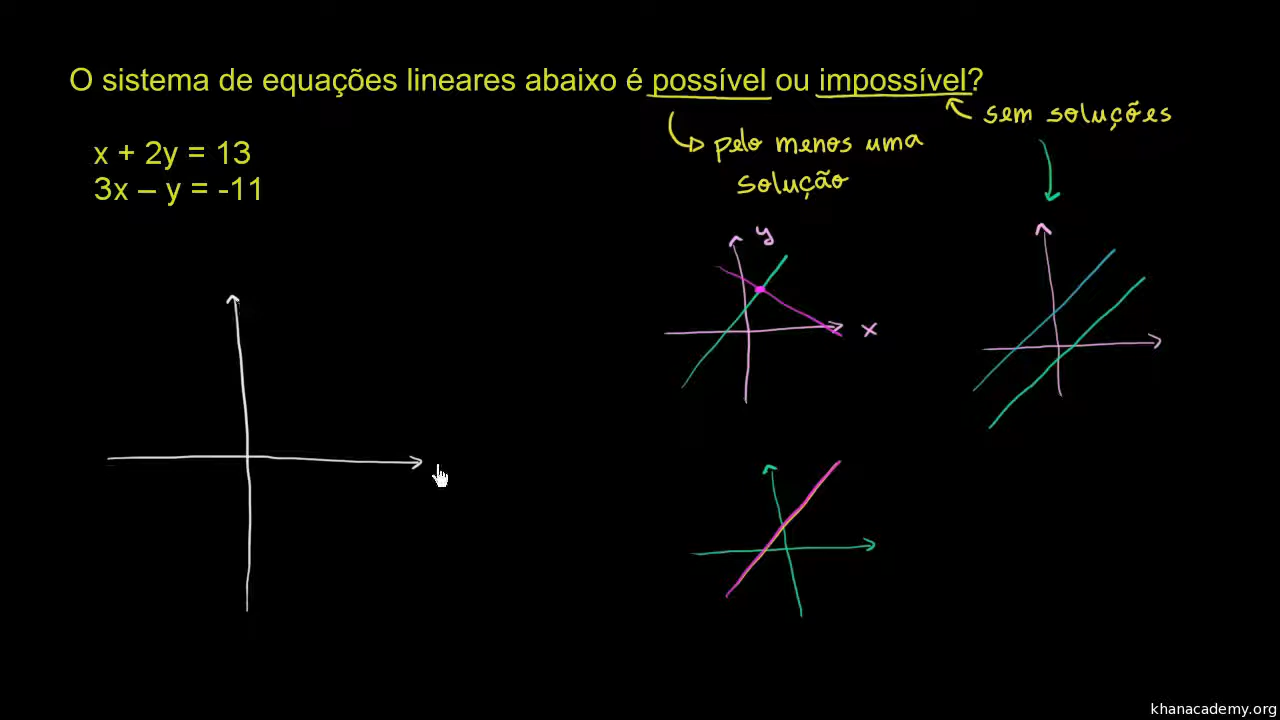 O sistema de equações lineares abaixo é possível ou impossível?
sem soluções
x + 2y = 13
pelo menos uma
3x – y = -11
solução
y
x
khanacademy.org